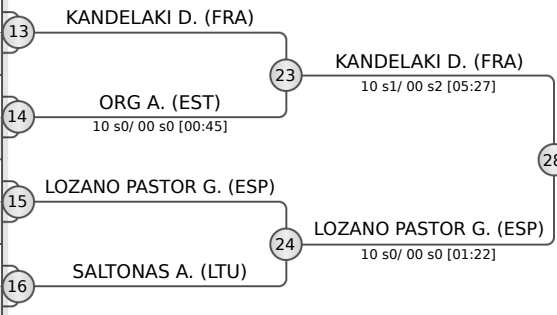 13
KANDELAKI D. (FRA)
23
KANDELAKI D. (FRA)
10 s1/ 00 s2 [05:27]
14
ORG A. (EST)
10 s0/ 00 s0 [00:45]
28
15
LOZANO PASTOR G. (ESP)
24
LOZANO PASTOR G. (ESP)
10 s0/ 00 s0 [01:22]
16
SALTONAS A. (LTU)